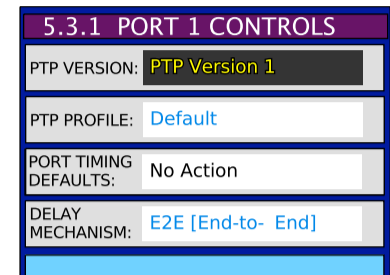 5.3.1 PORT 1 CONTROLS
PTP VERSION: PTP Version 1
PTP PROFILE: Default
PORT TIMING
DEFAULTS: No Action
DELAY
MECHANISM: E2E [End-to- End]